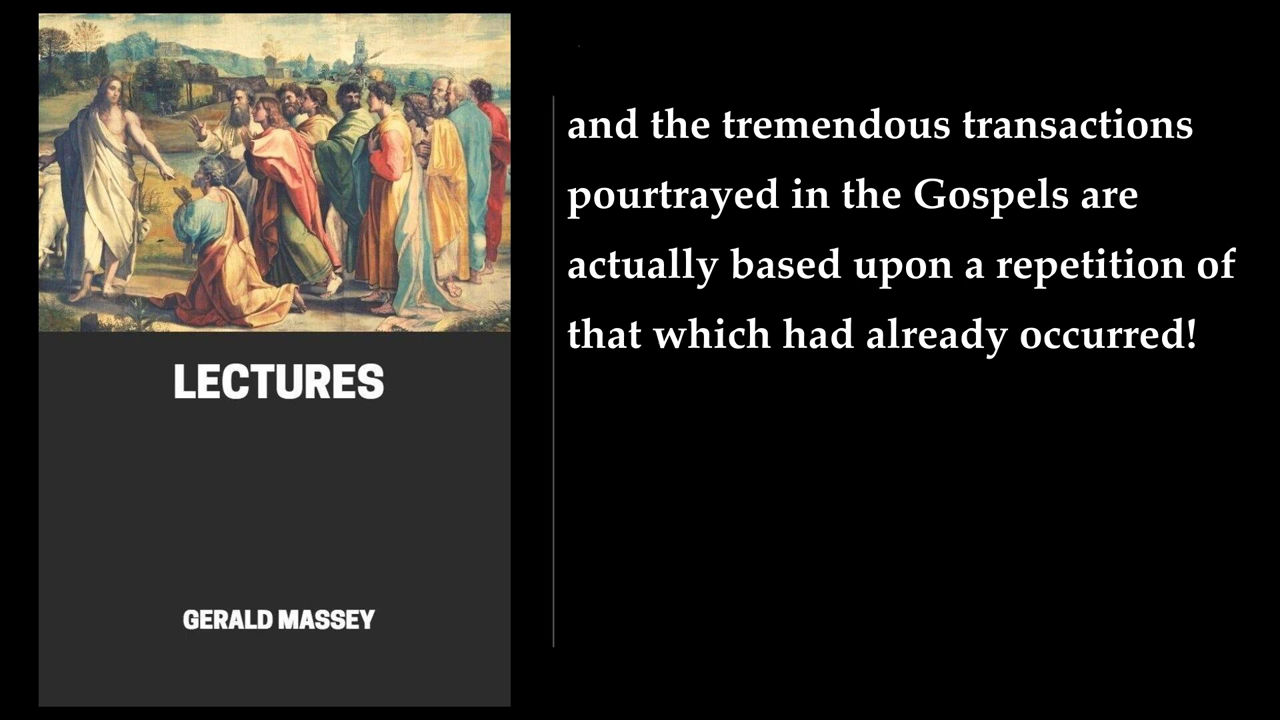 LECTURES
GERALD MASSEY
and the tremendous transactions
pourtrayed in the Gospels are
actually based upon a repetition of
that which had already occurred!